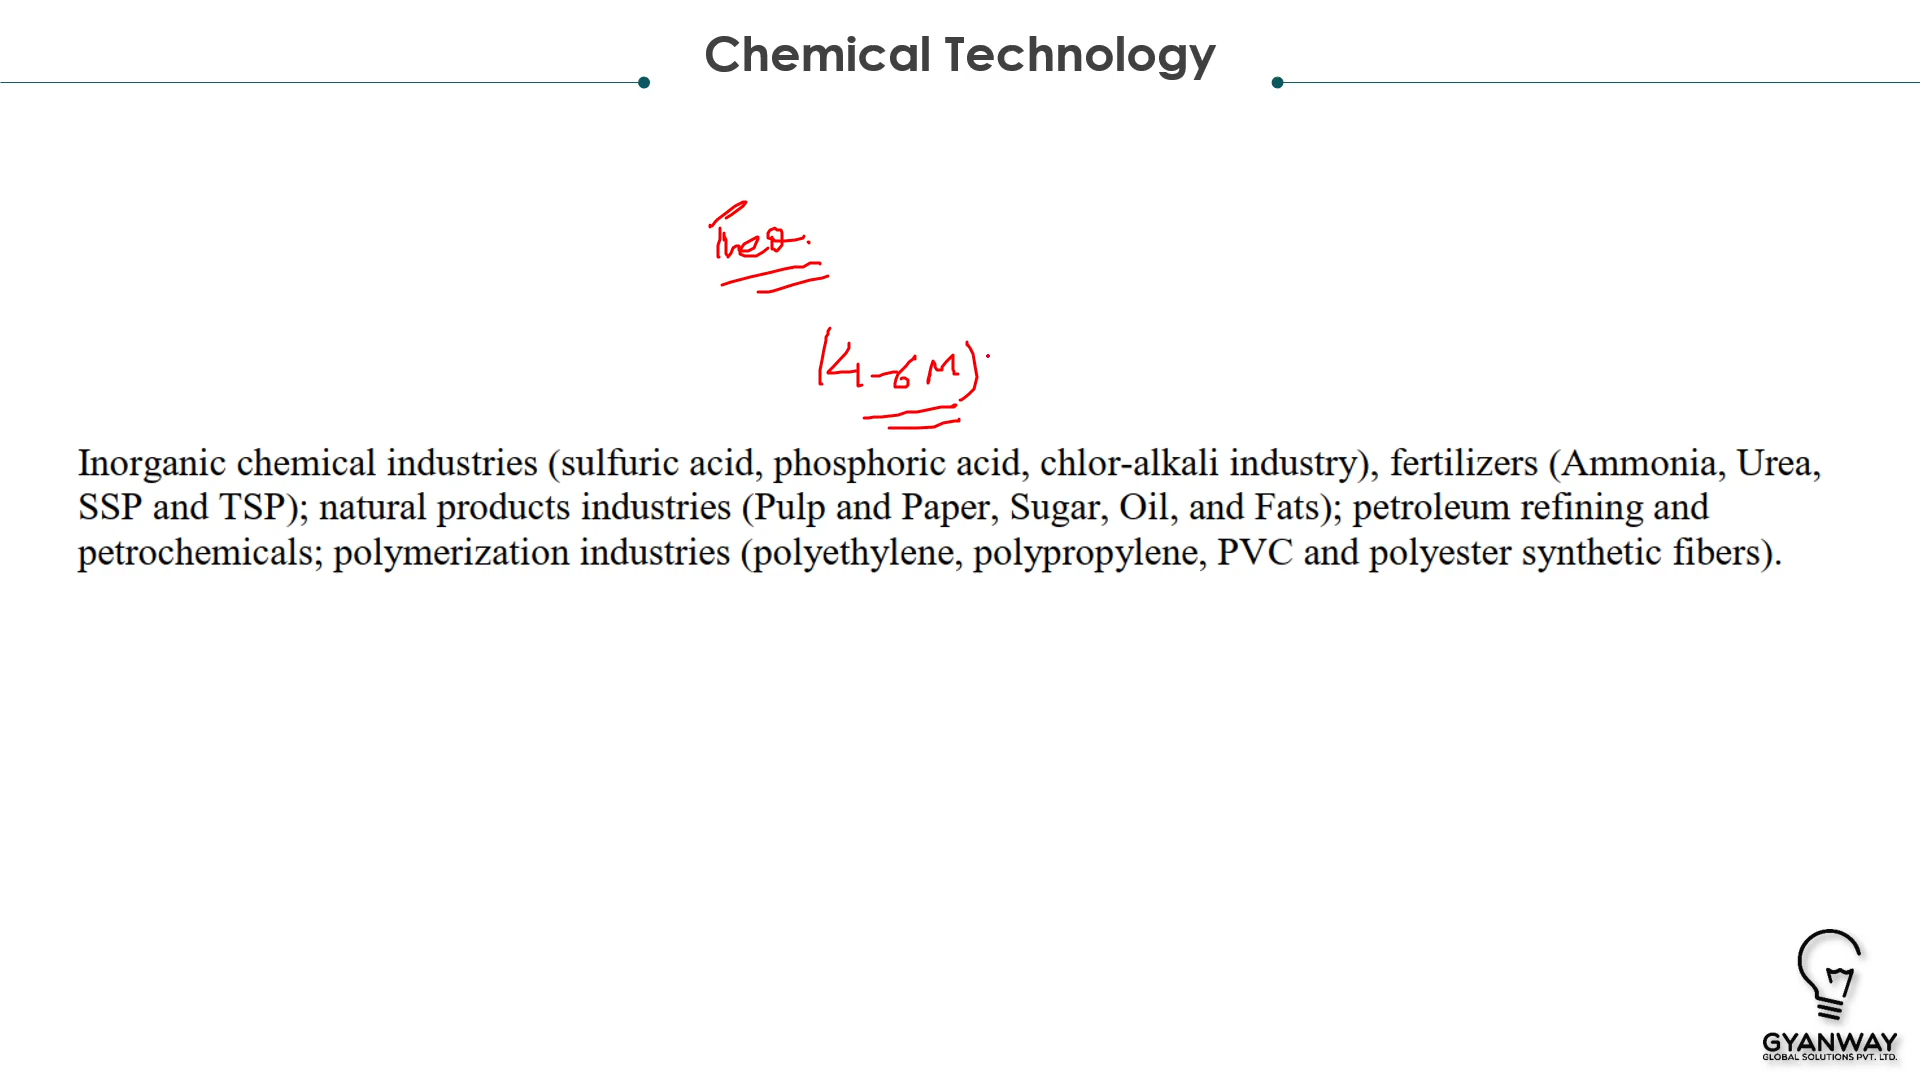 Chemical Technology
Theo.
(4-6 M)
Inorganic chemical industries (sulfuric acid, phosphoric acid, chlor-alkali industry), fertilizers (Ammonia, Urea,
SSP and TSP); natural products industries (Pulp and Paper, Sugar, Oil, and Fats); petroleum refining and
petrochemicals; polymerization industries (polyethylene, polypropylene, PVC and polyester synthetic fibers).
GYANWAY
GLOBAL SOLUTIONS PVT. LTD.